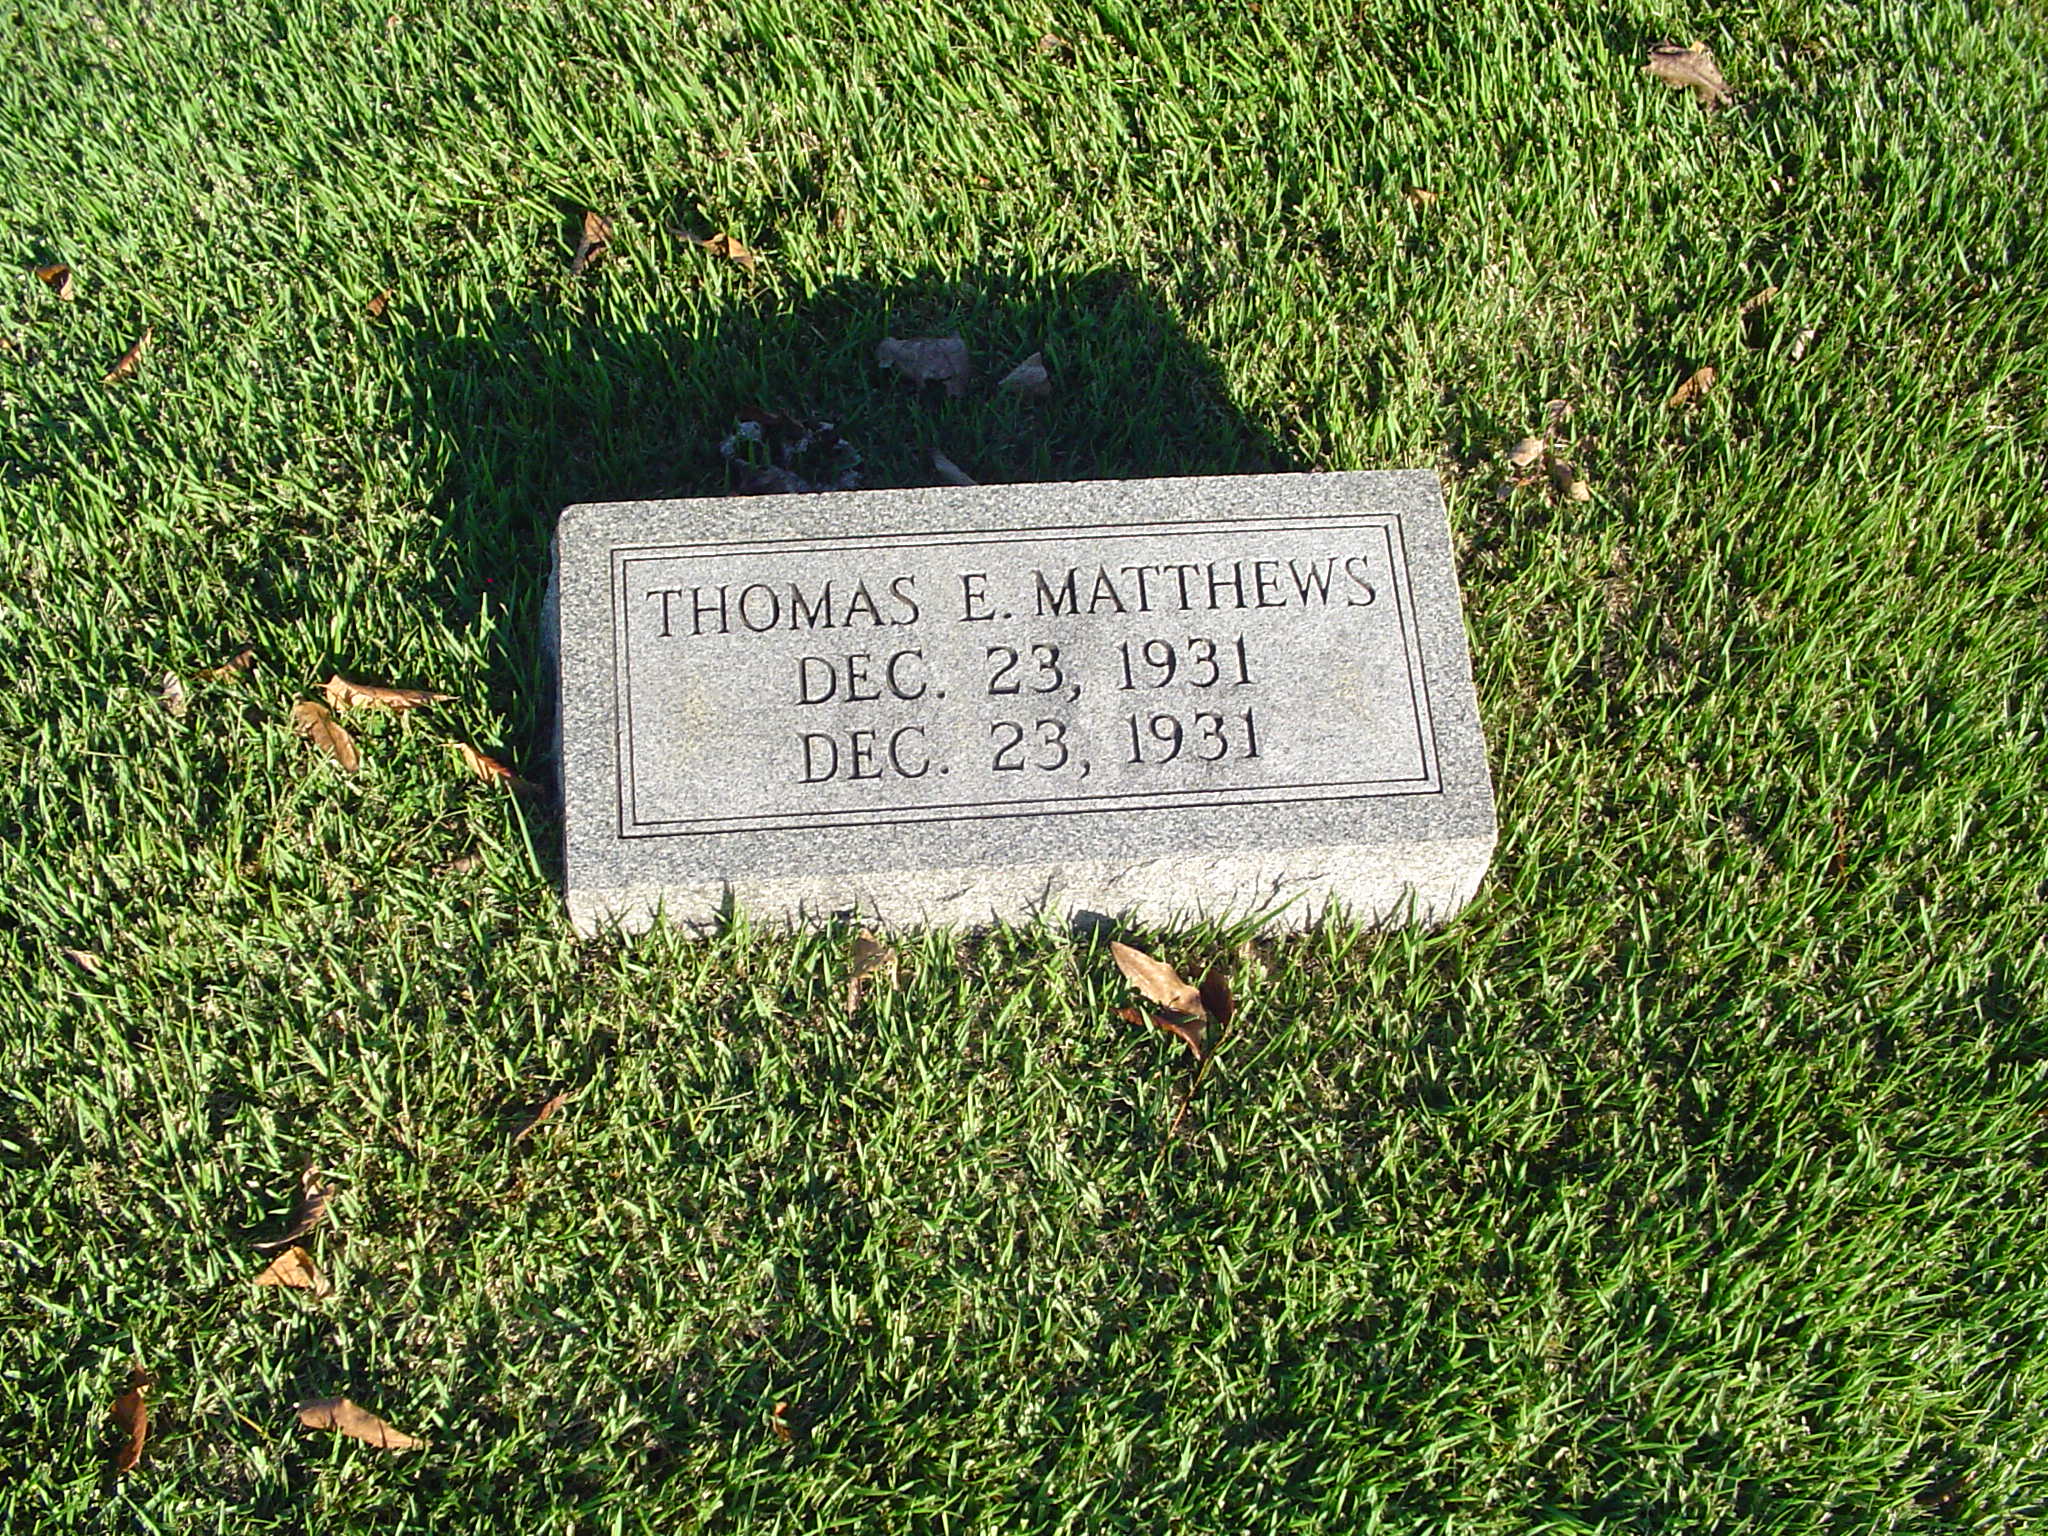 THOMAS E. MATTHEWS
DEC. 23, 1931
DEC. 23, 1931